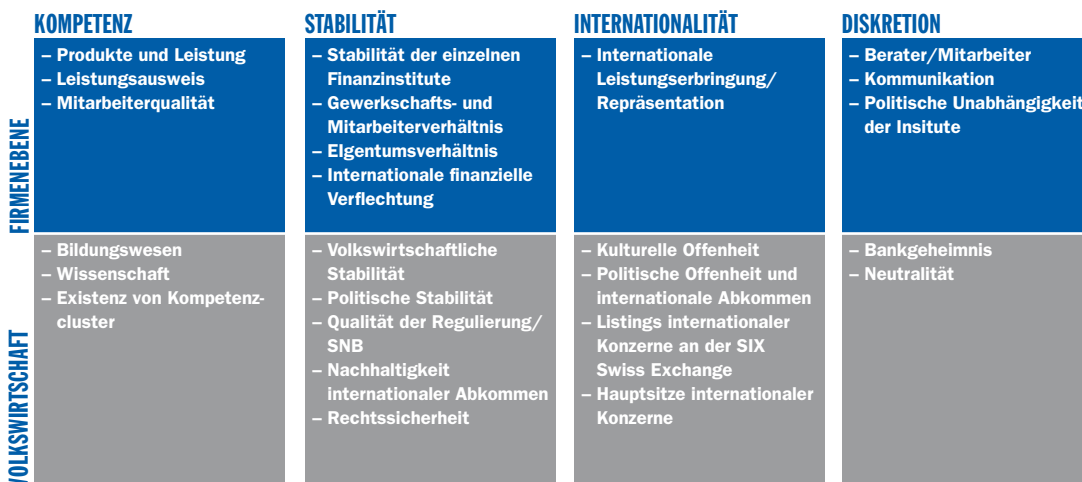 KOMPETENZ
– Produkte und Leistung
– Leistungsausweis
– Mitarbeiterqualität
STABILITÄT
– Stabilität der einzelnen
Finanzinstitute
– Gewerkschafts- und
Mitarbeiterverhältnis
– EIgentumsverhältnis
– Internationale finanzielle
Verflechtung
INTERNATIONALITÄT
– Internationale
Leistungserbringung/
Repräsentation
DISKRETION
– Berater/Mitarbeiter
– Kommunikation
– Politische Unabhängigkeit
der Insitute
FIRMENEBENE
– Bildungswesen
– Wissenschaft
– Existenz von Kompetenz-
cluster
– Volkswirtschaftliche
Stabilität
– Politische Stabilität
– Qualität der Regulierung/
SNB
– Nachhaltigkeit
internationaler Abkommen
– Rechtssicherheit
– Kulturelle Offenheit
– Politische Offenheit und
internationale Abkommen
– Listings internationaler
Konzerne an der SIX
Swiss Exchange
– Hauptsitze internationaler
Konzerne
– Bankgeheimnis
– Neutralität
VOLKSWIRTSCHAFT